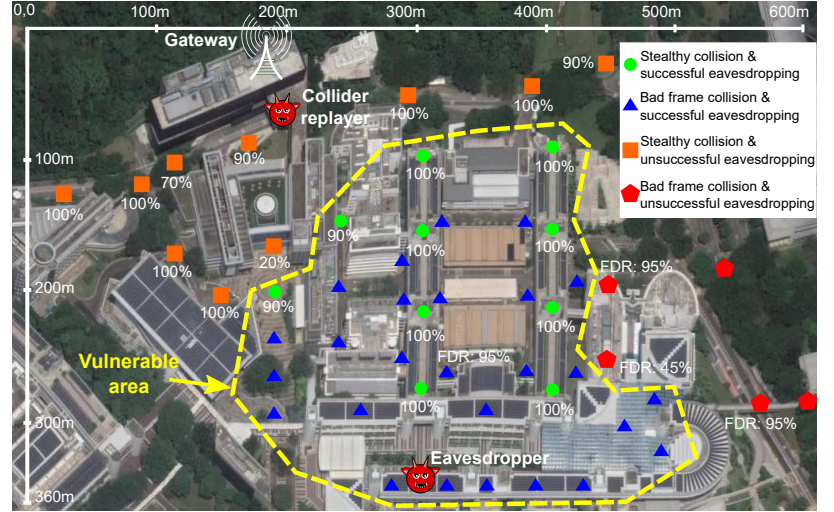 0,0 100m 200m 300m 400m 500m 600m
Gateway
90%
Stealthy collision &
successful eavesdropping
Collider
replayer
100%
100%
Bad frame collision &
successful eavesdropping
Stealthy collision &
unsuccessful eavesdropping
90%
100m
70%
100%
100%
Bad frame collision &
unsuccessful eavesdropping
100%
100%
90%
100%
100%
20%
100%
FDR: 95%
200m
90%
100%
100%
100%
FDR: 95%
FDR: 45%
Vulnerable
area
100%
100%
300m
FDR: 95%
Eavesdropper
360m